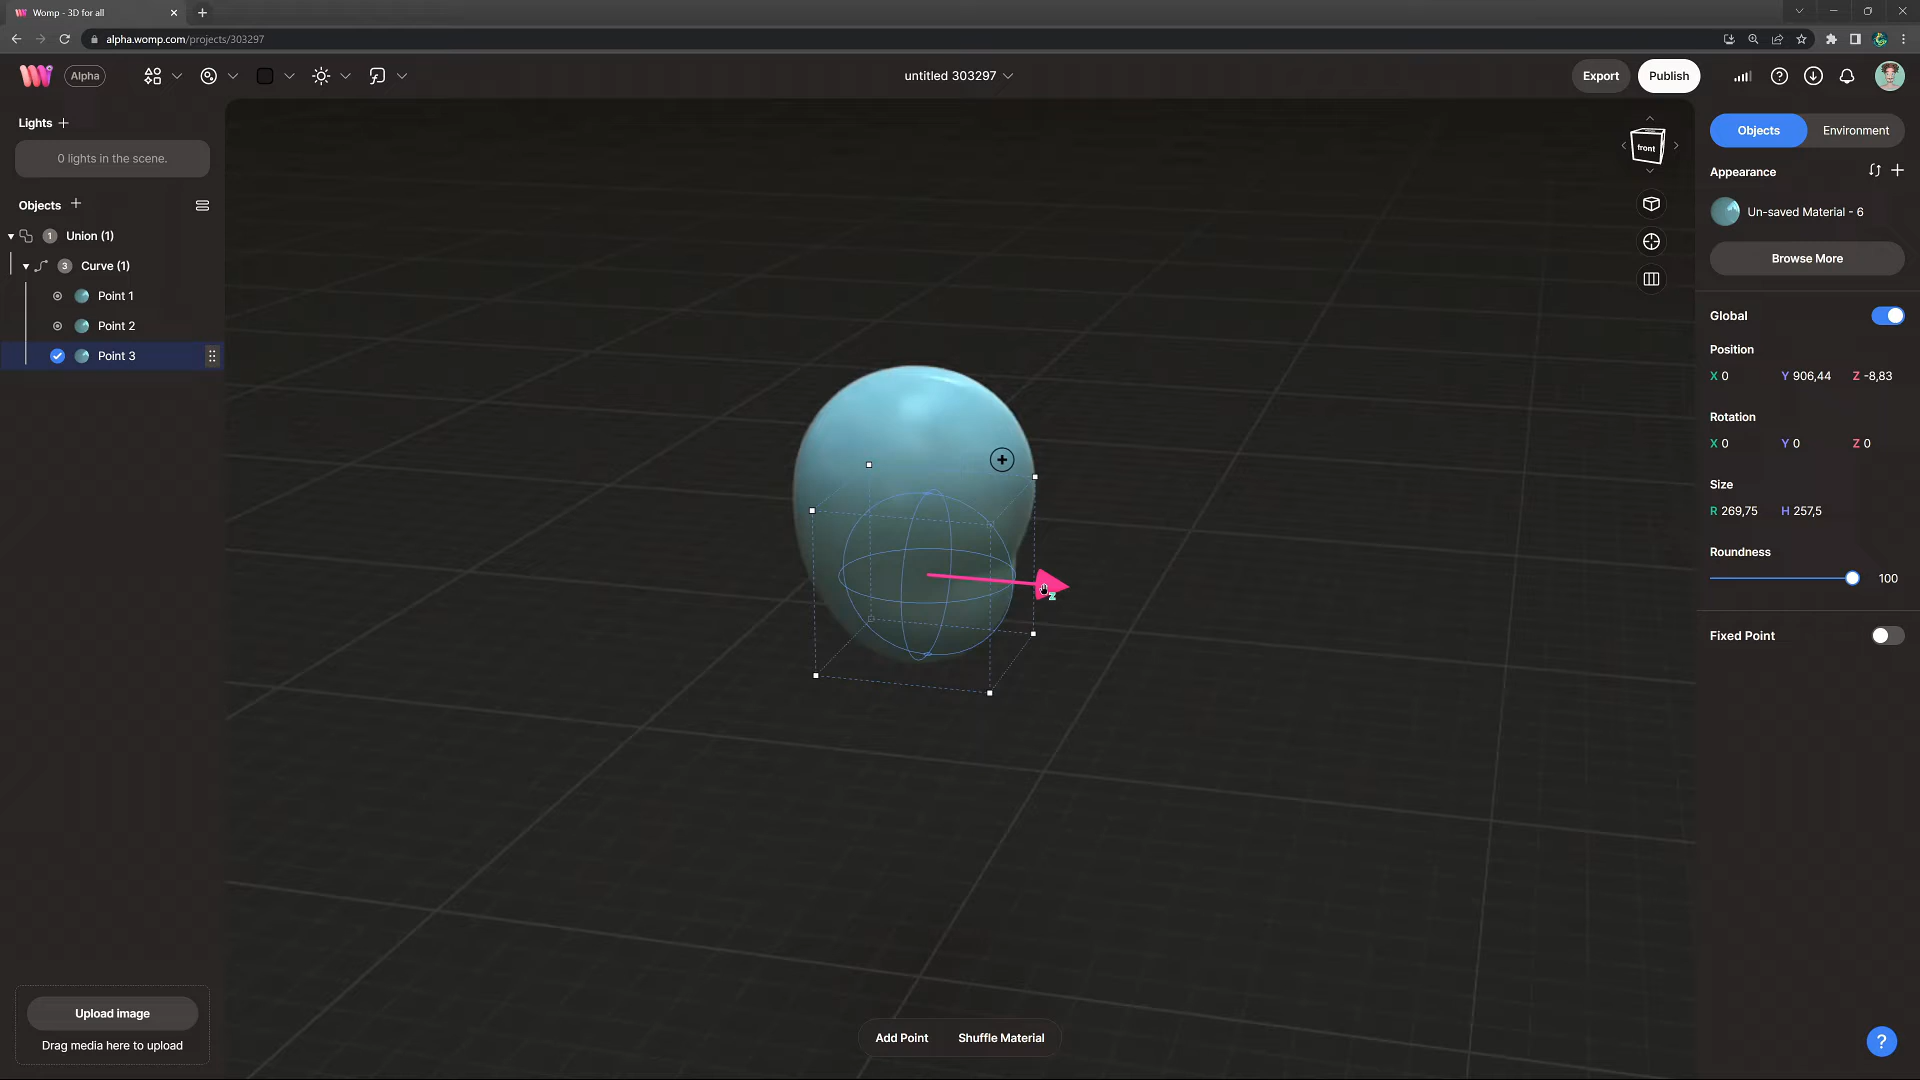 Womp - 3D for all
alpha.womp.com/projects/303297
Alpha
untitled 303297
Export
Publish
Lights
0 lights in the scene.
Objects
1 Union (1)
3 Curve (1)
Point 1
Point 2
Point 3
Upload image
Drag media here to upload
front
z
Add Point
Shuffle Material
Objects
Environment
Appearance
Un-saved Material - 6
Browse More
Global
Position
X 0 Y 906,44 Z -8,83
Rotation
X 0 Y 0 Z 0
Size
R 269,75 H 257,5
Roundness
100
Fixed Point
?